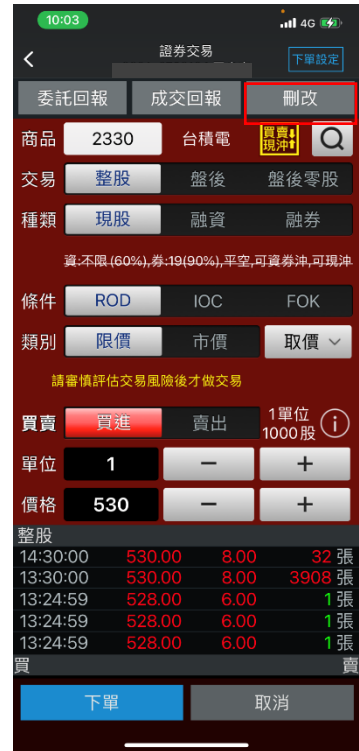 10:03 4G
證券交易
下單設定
委託回報 成交回報 刪改
商品 2330 台積電 買賣現沖
交易 整股 盤後 盤後零股
種類 現股 融資 融券
資:不限(60%),券:19(90%),平空,可資券沖,可現沖
條件 ROD IOC FOK
類別 限價 市價 取價
請審慎評估交易風險後才做交易
買賣 買進 賣出 1單位 1000股
單位 1 － ＋
價格 530 － ＋
整股
14:30:00 530.00 8.00 32 張
13:30:00 530.00 8.00 3908 張
13:24:59 528.00 6.00 1 張
13:24:59 528.00 6.00 1 張
13:24:59 528.00 6.00 1 張
買 賣
下單 取消